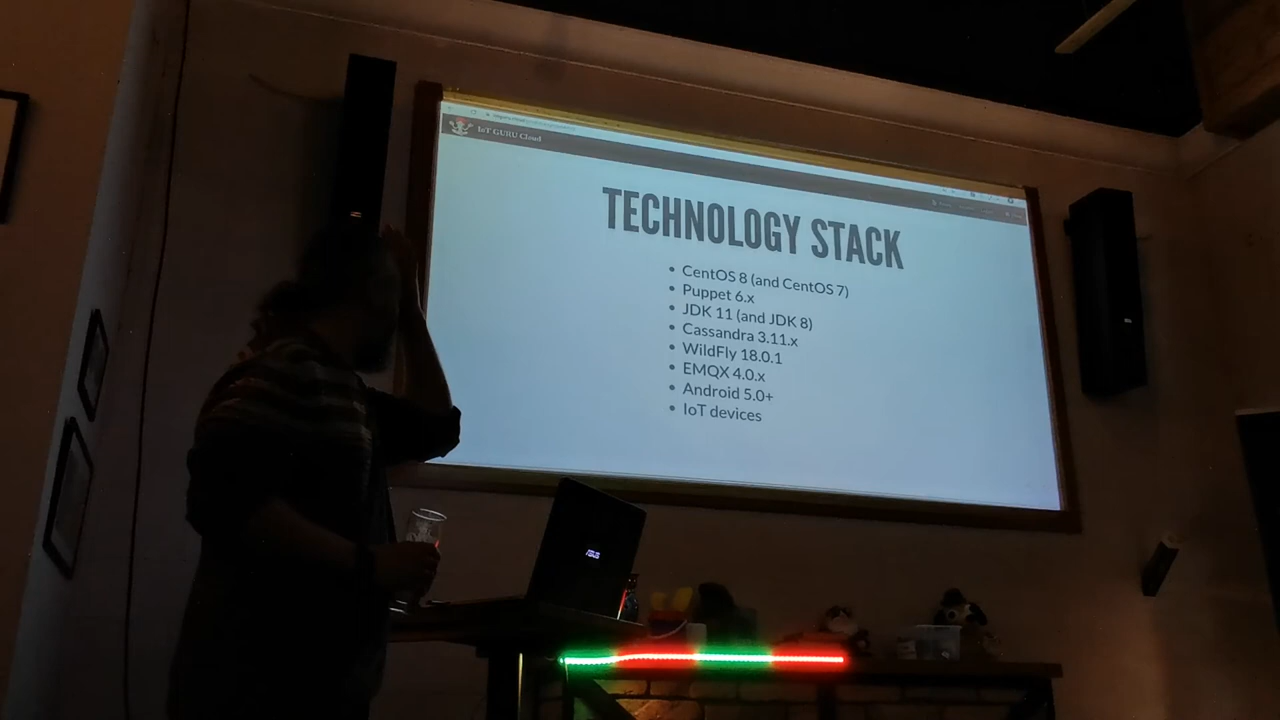 IoT GURU Cloud
TECHNOLOGY STACK
• CentOS 8 (and CentOS 7)
• Puppet 6.x
• JDK 11 (and JDK 8)
• Cassandra 3.11.x
• WildFly 18.0.1
• EMQX 4.0.x
• Android 5.0+
• IoT devices
ASUS